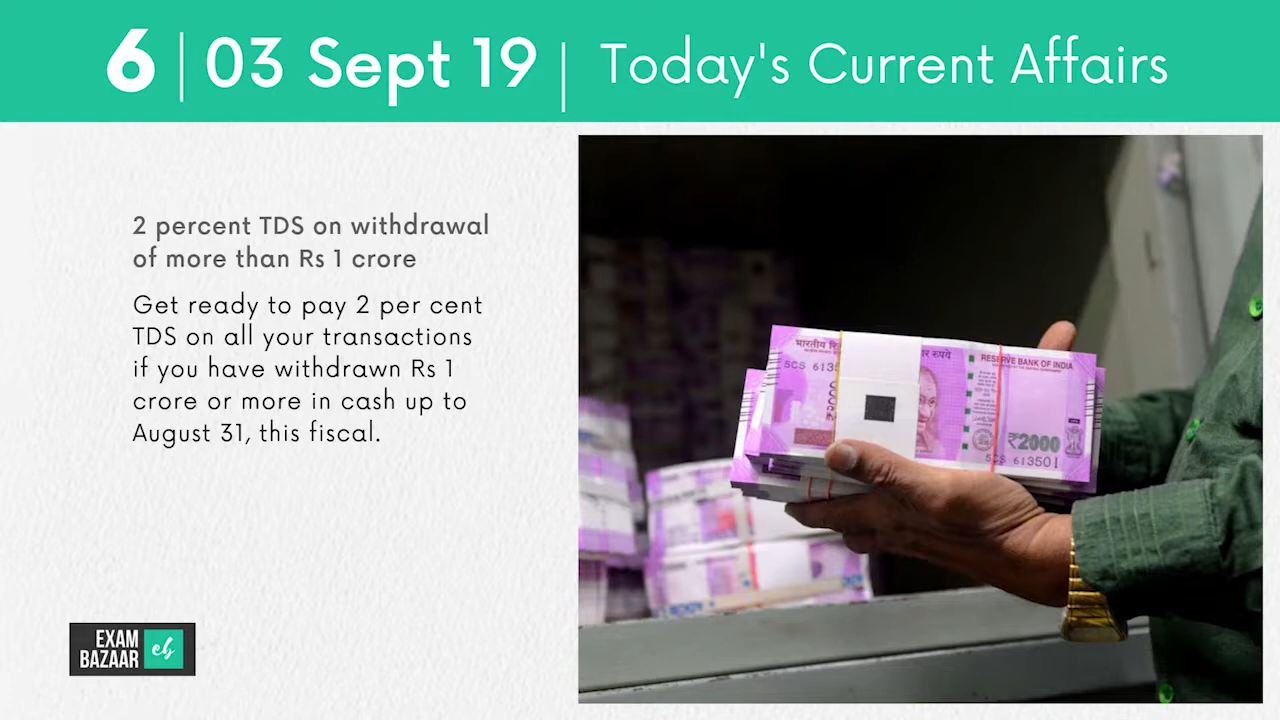 6 | 03 Sept 19 | Today's Current Affairs
2 percent TDS on withdrawal
of more than Rs 1 crore
Get ready to pay 2 per cent
TDS on all your transactions
if you have withdrawn Rs 1
crore or more in cash up to
August 31, this fiscal.
भारतीय
RESERVE BANK OF INDIA
5CS 6135
₹2000
5CS 613501
EXAM
BAZAAR
eb